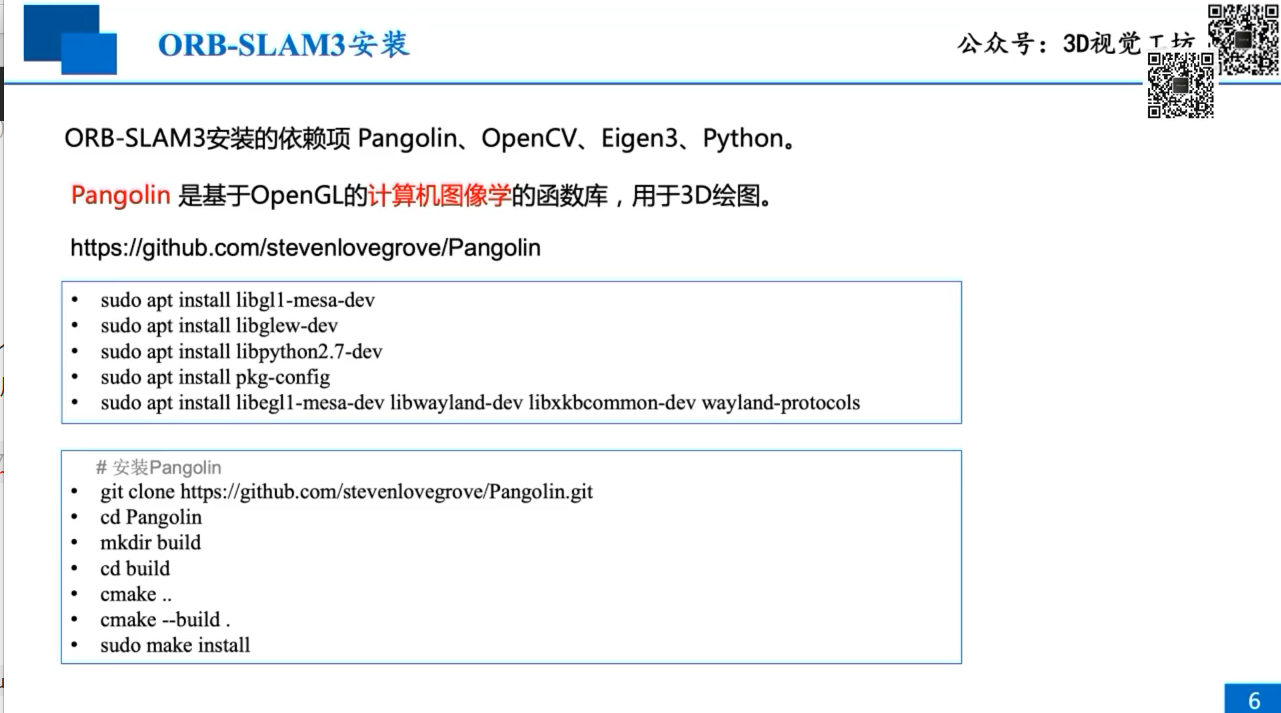 ORB-SLAM3安装
公众号：3D视觉工坊
ORB-SLAM3安装的依赖项 Pangolin、OpenCV、Eigen3、Python。
Pangolin 是基于OpenGL的计算机图像学的函数库，用于3D绘图。
https://github.com/stevenlovegrove/Pangolin
• sudo apt install libgl1-mesa-dev
• sudo apt install libglew-dev
• sudo apt install libpython2.7-dev
• sudo apt install pkg-config
• sudo apt install libegl1-mesa-dev libwayland-dev libxkbcommon-dev wayland-protocols
# 安装Pangolin
• git clone https://github.com/stevenlovegrove/Pangolin.git
• cd Pangolin
• mkdir build
• cd build
• cmake ..
• cmake --build .
• sudo make install
6